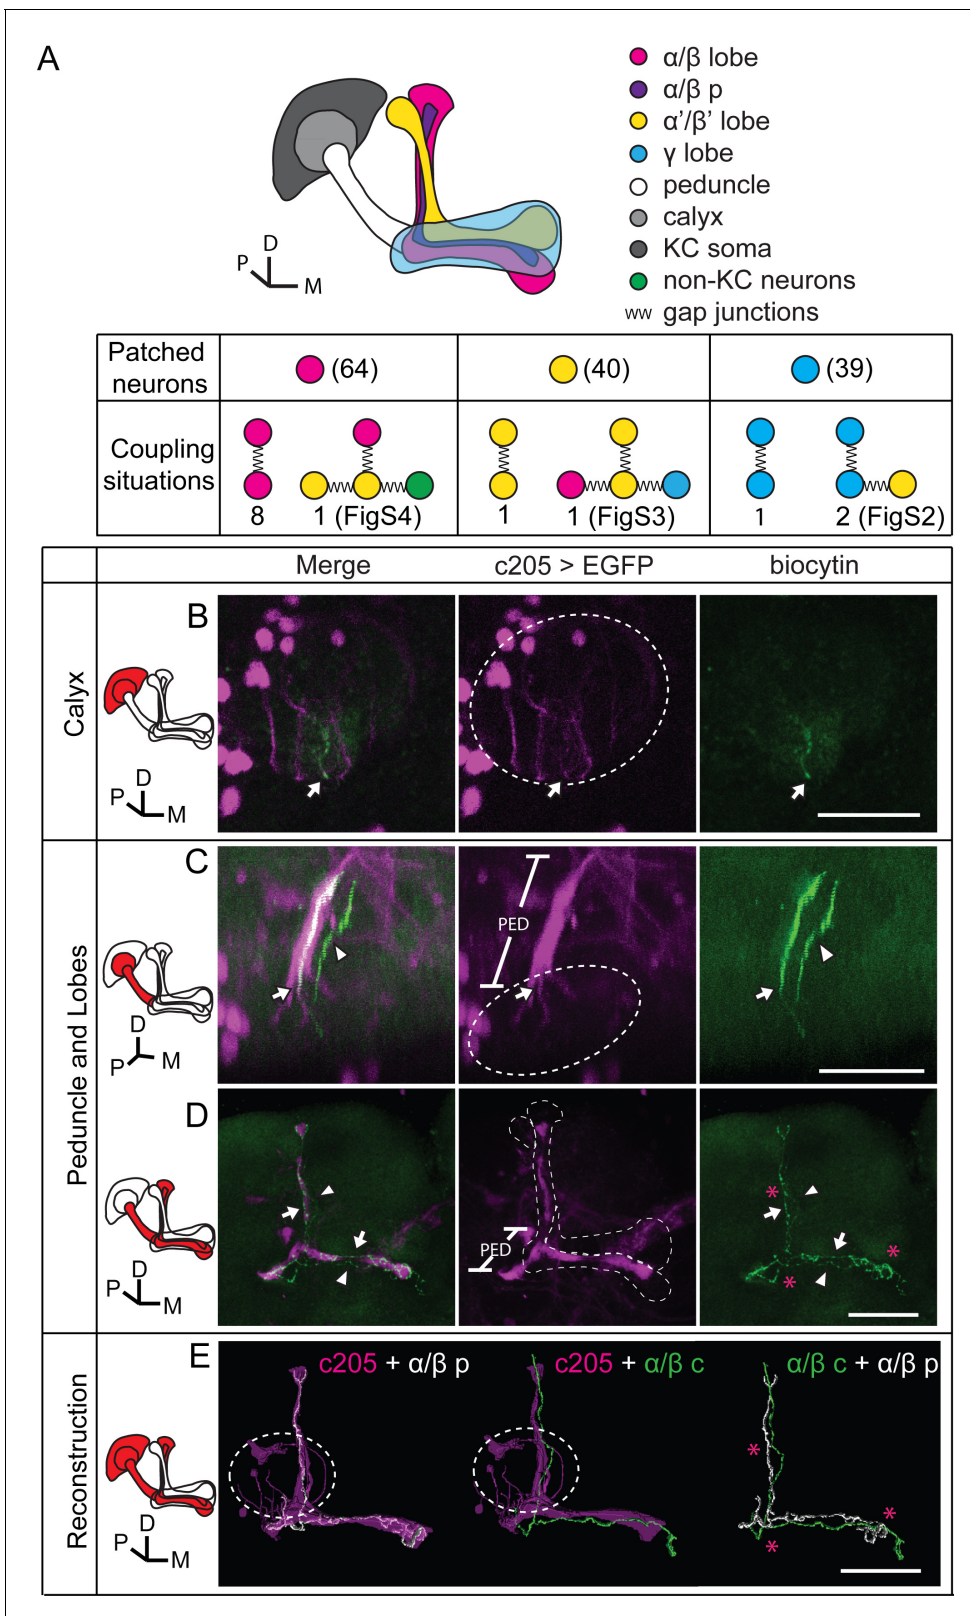 A
α/β lobe
α/β p
α'/β' lobe
γ lobe
peduncle
calyx
KC soma
non-KC neurons
gap junctions
D
P
M
Patched
neurons
(64)
(40)
(39)
Coupling
situations
8
1 (FigS4)
1
1 (FigS3)
1
2 (FigS2)
Merge
c205 > EGFP
biocytin
Calyx
B
D
P
M
Peduncle and Lobes
C
PED
D
P
M
D
PED
*
*
*
D
P
M
Reconstruction
E
c205 + α/β p
c205 + α/β c
α/β c + α/β p
*
*
*
D
P
M